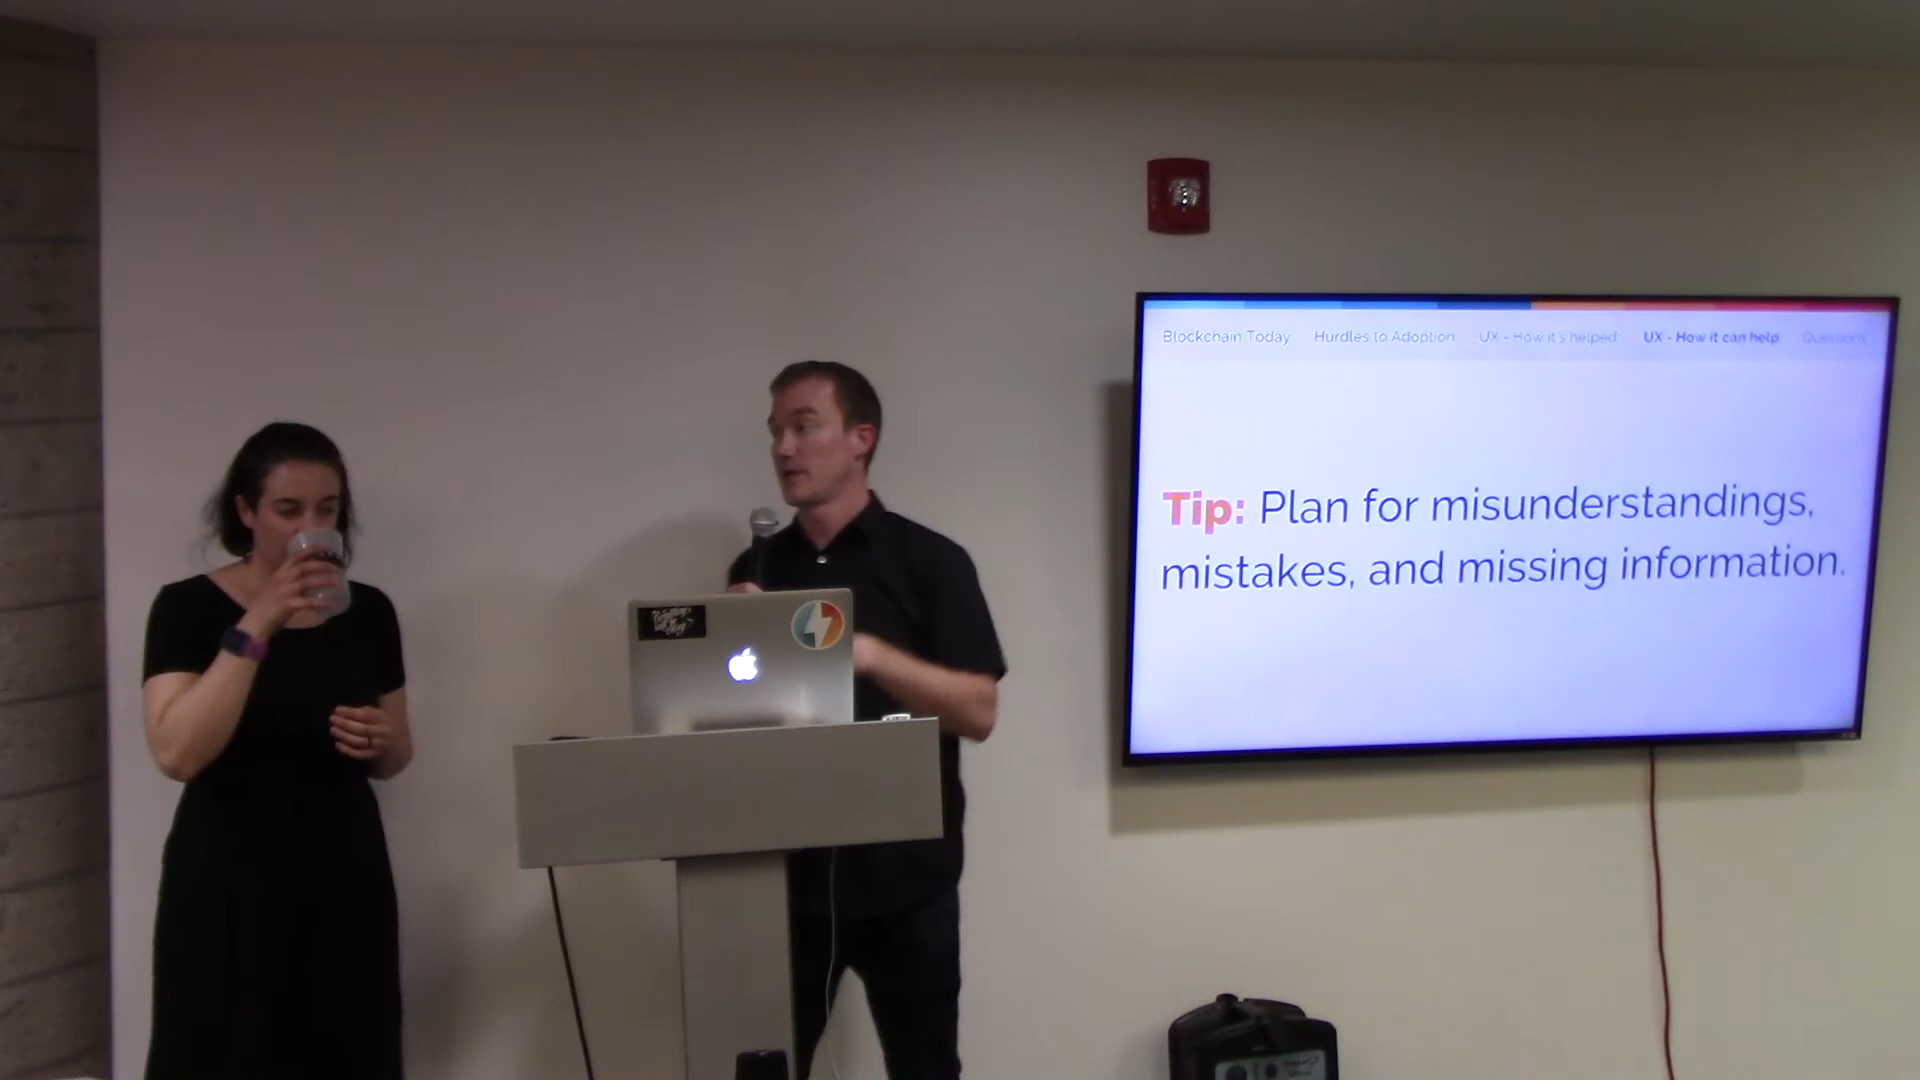 Blockchain Today Hurdles to Adoption UX - How it's helped UX - How it can help Questions
Tip: Plan for misunderstandings,
mistakes, and missing information.